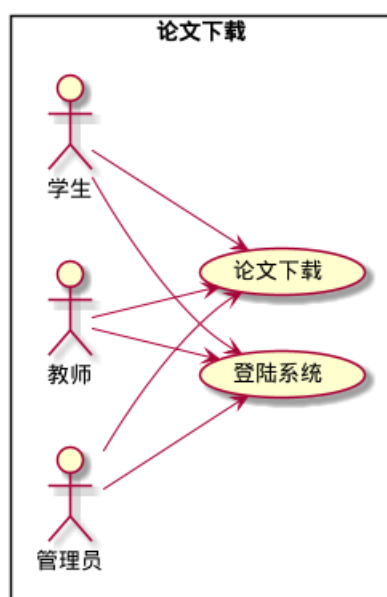 论文下载
学生
论文下载
教师
登陆系统
管理员